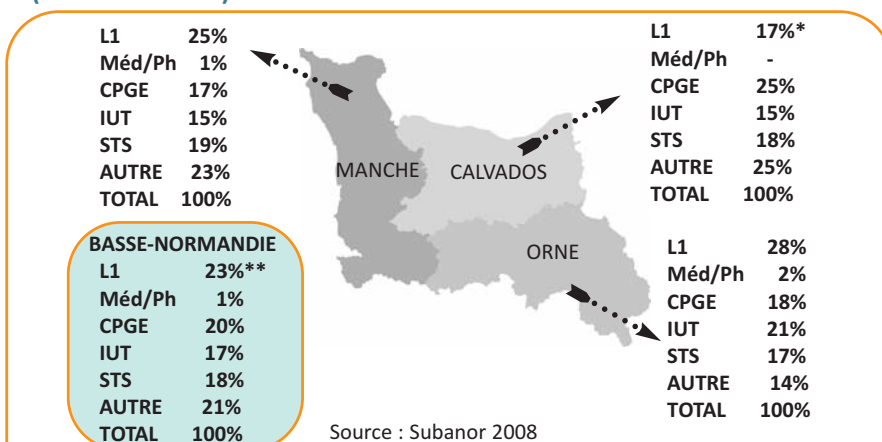 L1 25%
Méd/Ph 1%
CPGE 17%
IUT 15%
STS 19%
AUTRE 23%
TOTAL 100%
L1 17%*
Méd/Ph -
CPGE 25%
IUT 15%
STS 18%
AUTRE 25%
TOTAL 100%
MANCHE
CALVADOS
ORNE
BASSE-NORMANDIE
L1 23%**
Méd/Ph 1%
CPGE 20%
IUT 17%
STS 18%
AUTRE 21%
TOTAL 100%
L1 28%
Méd/Ph 2%
CPGE 18%
IUT 21%
STS 17%
AUTRE 14%
TOTAL 100%
Source : Subanor 2008